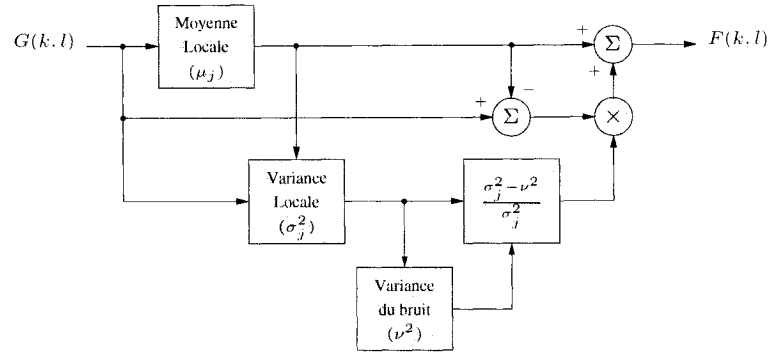 G(k, l)
Moyenne
Locale
(μ_j)
+
Σ
F(k, l)
+
−
+
Σ
×
Variance
Locale
(σ_j^2)
σ_j^2 − ν^2
σ_j^2
Variance
du bruit
(ν^2)